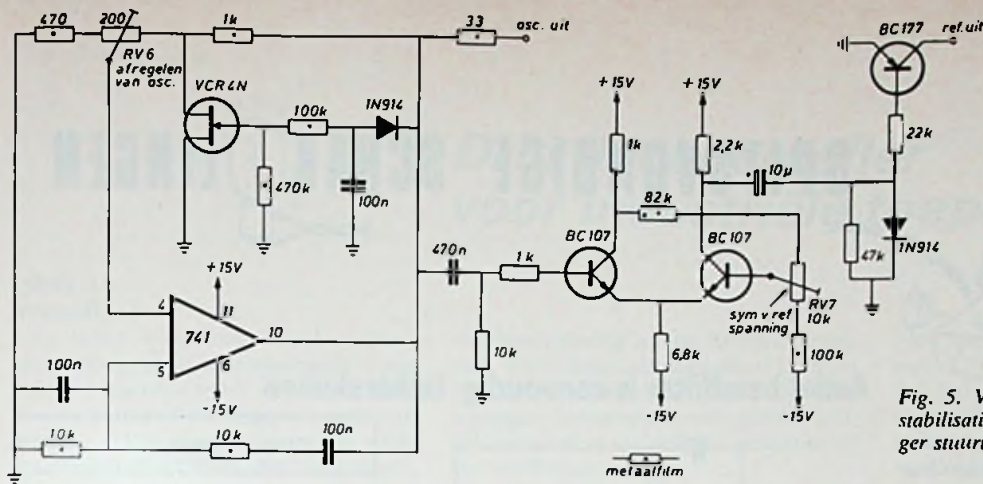 470
200
RV6
afregelen
van osc.
1k
33
osc. uit
VCR4N
100k
1N914
470k
100n
+15V
4
11
741
10
5
6
-15V
100n
10k
10k
100n
470n
10k
1k
BC107
+15V
+15V
1k
2,2k
82k
10µ
BC107
RV7
10k
sym v ref
spanning
6,8k
100k
-15V
-15V
BC177
ref.uit
22k
47k
1N914
metaalfilm
Fig. 5. V
stabilisati
ger stuuri